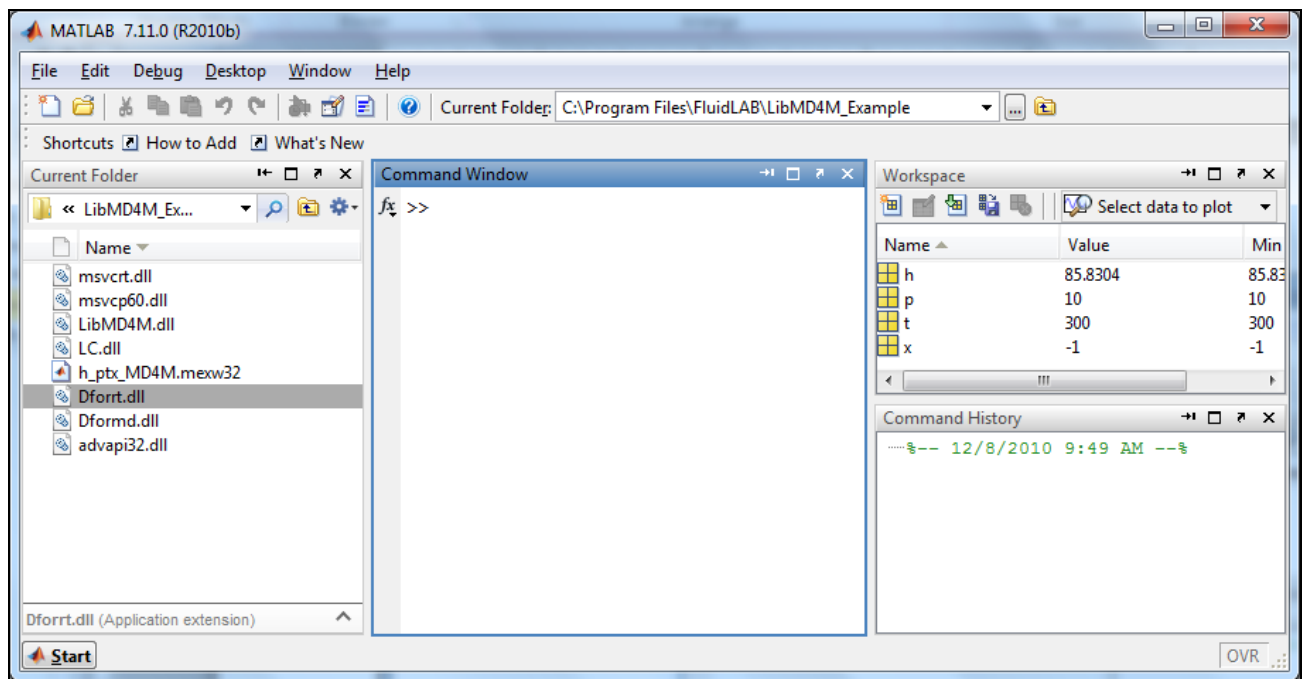 MATLAB 7.11.0 (R2010b)
File Edit Debug Desktop Window Help
Current Folder: C:\Program Files\FluidLAB\LibMD4M_Example
Shortcuts How to Add What's New
Current Folder
« LibMD4M_Ex...
Name
msvcrt.dll
msvcp60.dll
LibMD4M.dll
LC.dll
h_ptx_MD4M.mexw32
Dforrt.dll
Dformd.dll
advapi32.dll
Dforrt.dll (Application extension)
Command Window
fx >>
Workspace
Select data to plot
Name Value Min
h 85.8304 85.83
p 10 10
t 300 300
x -1 -1
Command History
%-- 12/8/2010 9:49 AM --%
Start
OVR